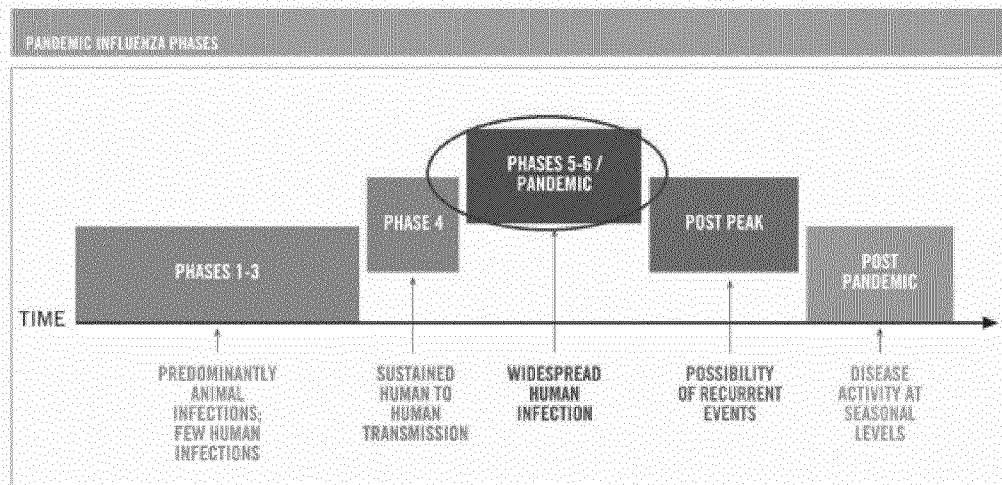 PANDEMIC INFLUENZA PHASES
PHASES 5-6 /
PANDEMIC
PHASE 4
POST PEAK
PHASES 1-3
POST
PANDEMIC
TIME
PREDOMINANTLY
ANIMAL
INFECTIONS;
FEW HUMAN
INFECTIONS
SUSTAINED
HUMAN TO
HUMAN
TRANSMISSION
WIDESPREAD
HUMAN
INFECTION
POSSIBILITY
OF RECURRENT
EVENTS
DISEASE
ACTIVITY AT
SEASONAL
LEVELS